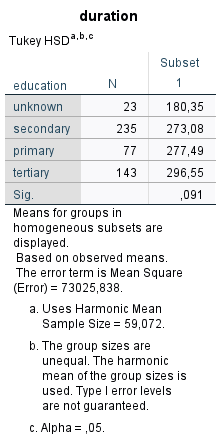 duration
Tukey HSDa,b,c
Subset
education N 1
unknown 23 180,35
secondary 235 273,08
primary 77 277,49
tertiary 143 296,55
Sig. ,091
Means for groups in
homogeneous subsets are
displayed.
Based on observed means.
The error term is Mean Square
(Error) = 73025,838.
a. Uses Harmonic Mean
Sample Size = 59,072.
b. The group sizes are
unequal. The harmonic
mean of the group sizes is
used. Type I error levels
are not guaranteed.
c. Alpha = ,05.